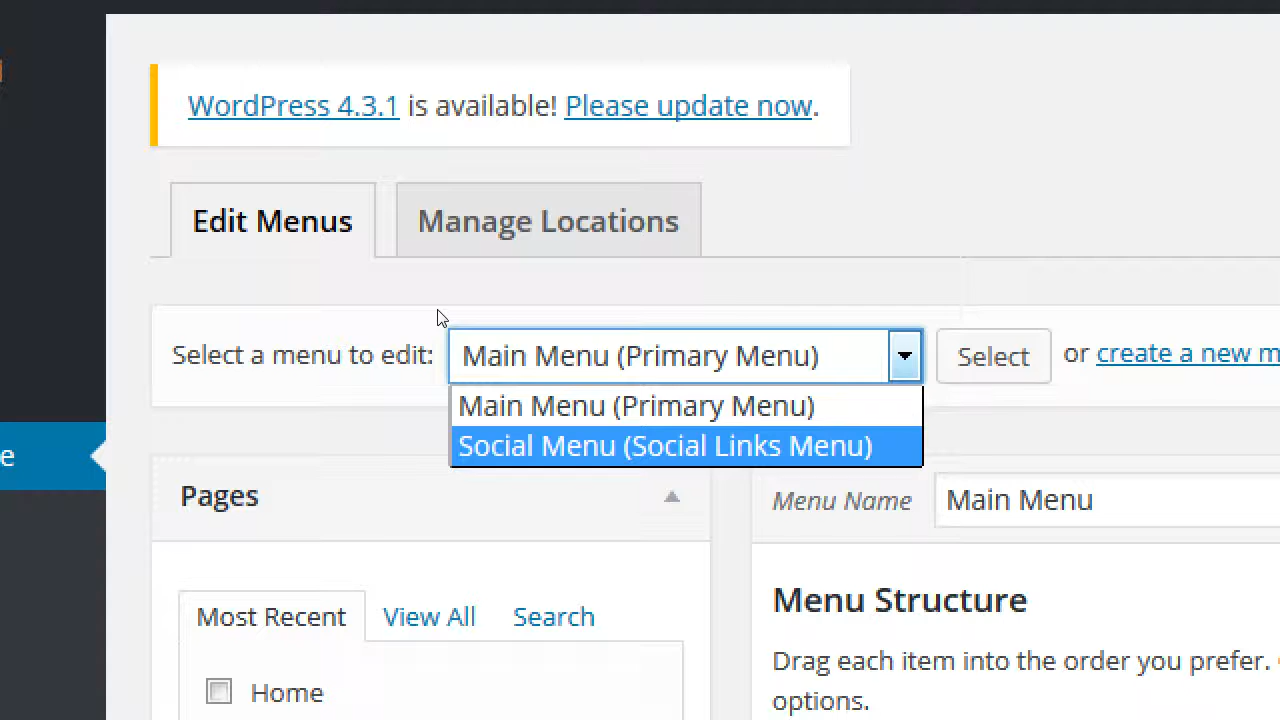 WordPress 4.3.1 is available! Please update now.
Edit Menus
Manage Locations
Select a menu to edit:
Main Menu (Primary Menu)
Select
or create a new m
Main Menu (Primary Menu)
Social Menu (Social Links Menu)
e
Pages
Menu Name
Main Menu
Most Recent
View All
Search
Menu Structure
Home
Drag each item into the order you prefer.
options.